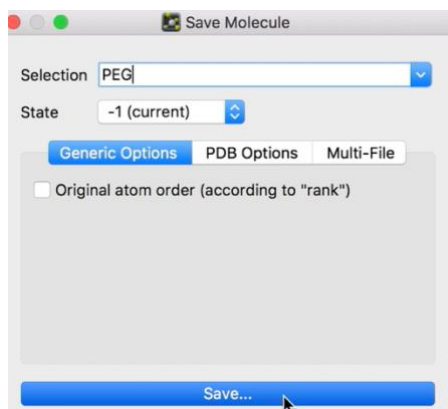 Save Molecule
Selection PEG
State -1 (current)
Generic Options PDB Options Multi-File
Original atom order (according to "rank")
Save...